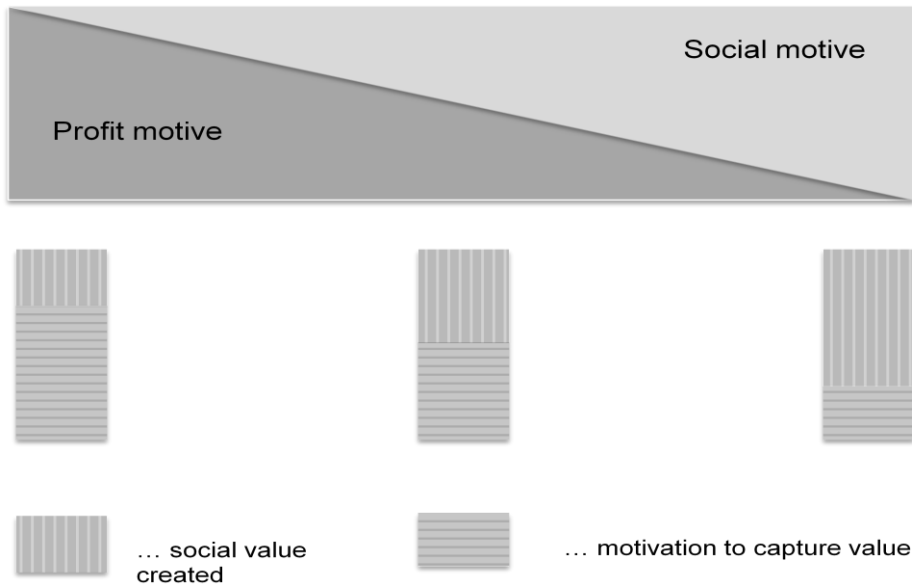 Social motive
Profit motive
… social value
created
… motivation to capture value